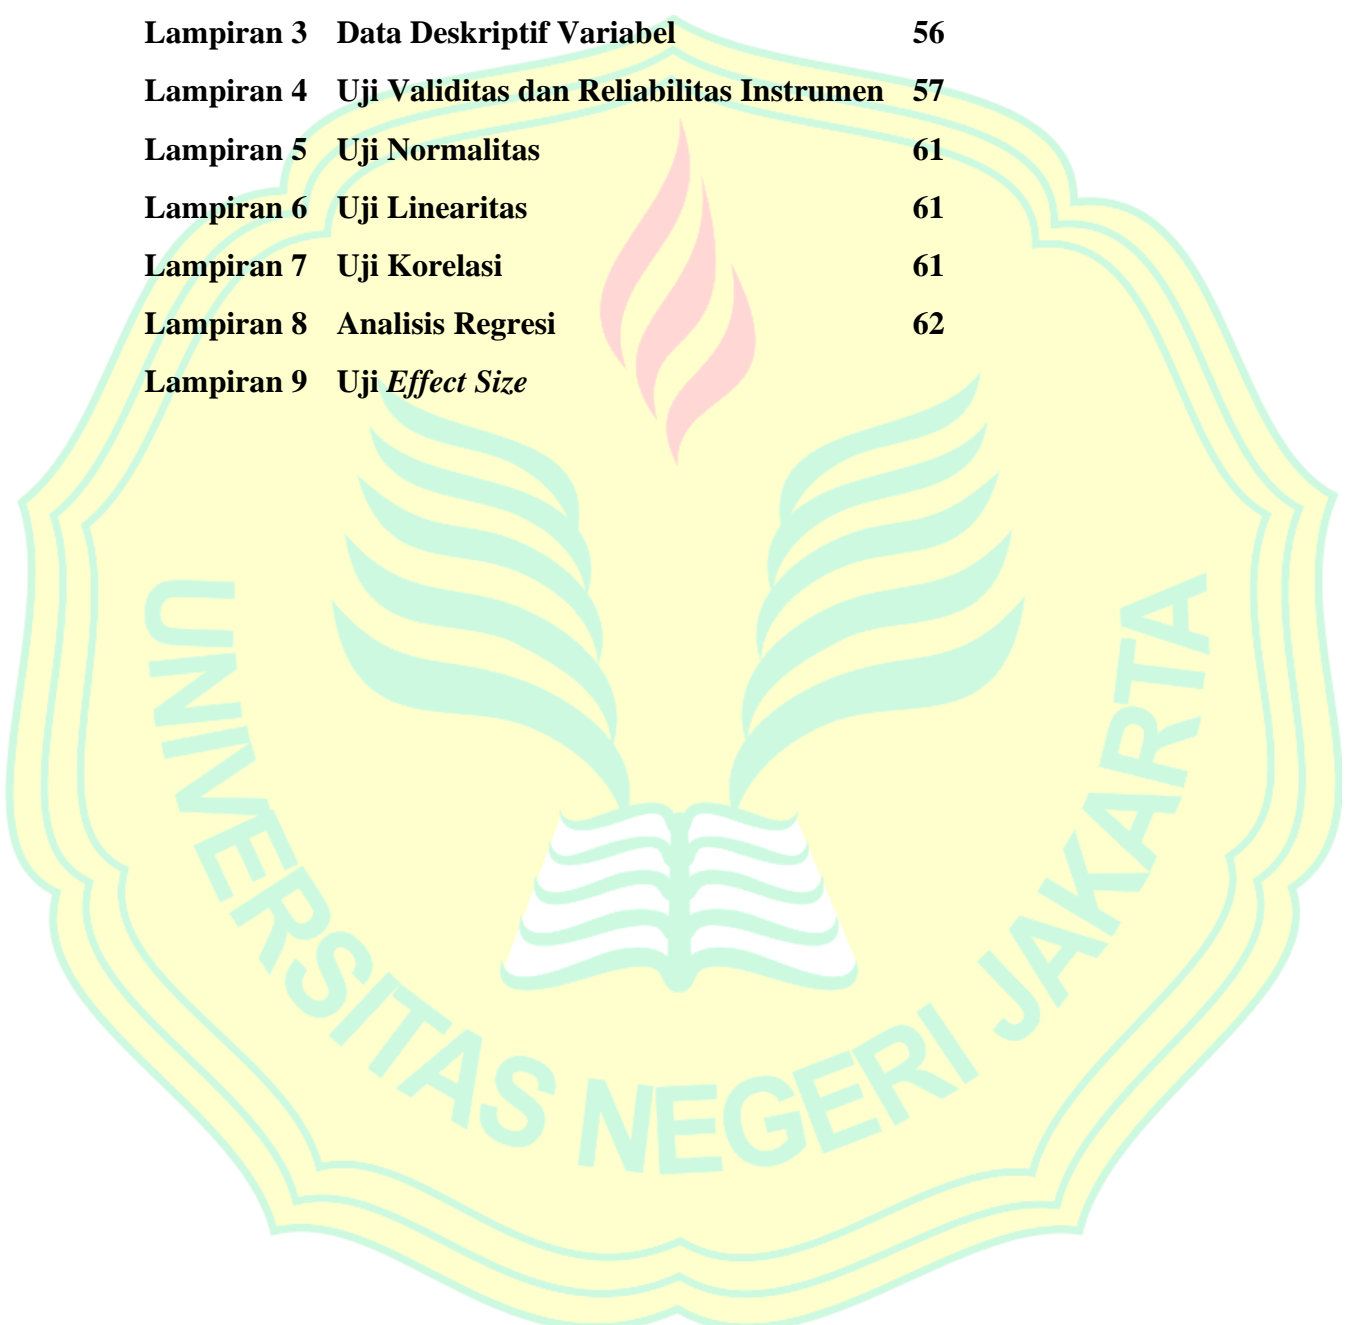 Lampiran 3 Data Deskriptif Variabel 56
Lampiran 4 Uji Validitas dan Reliabilitas Instrumen 57
Lampiran 5 Uji Normalitas 61
Lampiran 6 Uji Linearitas 61
Lampiran 7 Uji Korelasi 61
Lampiran 8 Analisis Regresi 62
Lampiran 9 Uji Effect Size
UNIVERSITAS NEGERI JAKARTA